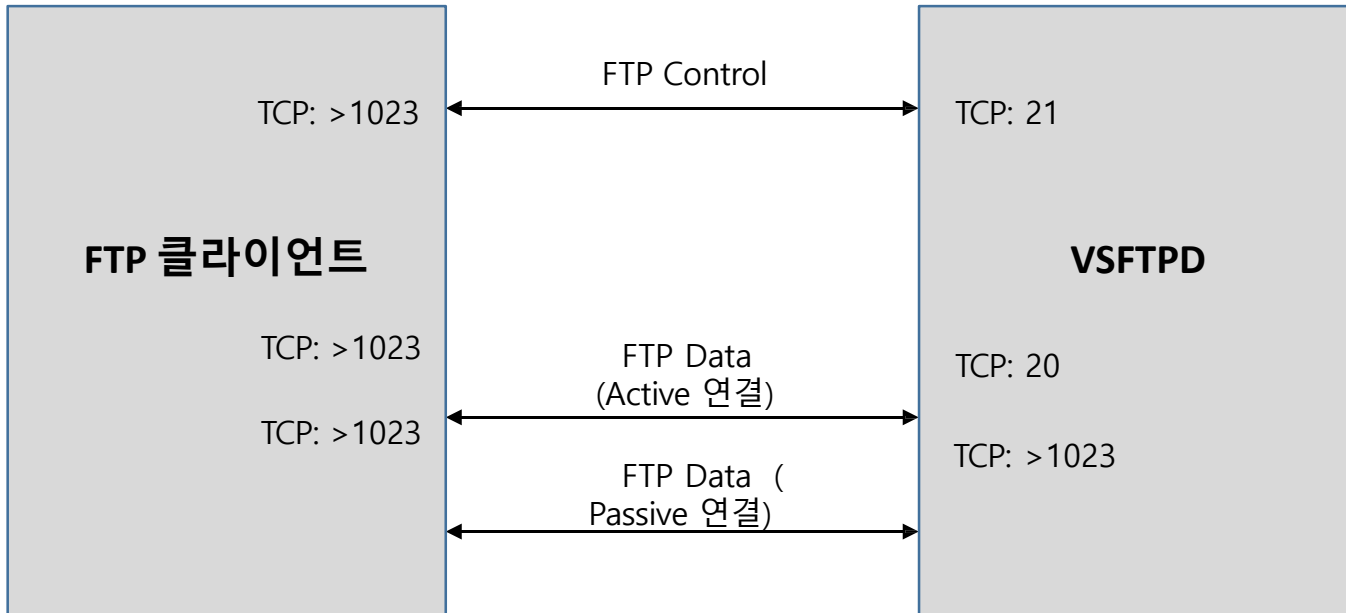 FTP Control
TCP: >1023
TCP: 21
FTP 클라이언트
VSFTPD
TCP: >1023
FTP Data
(Active 연결)
TCP: 20
TCP: >1023
TCP: >1023
FTP Data (
Passive 연결)